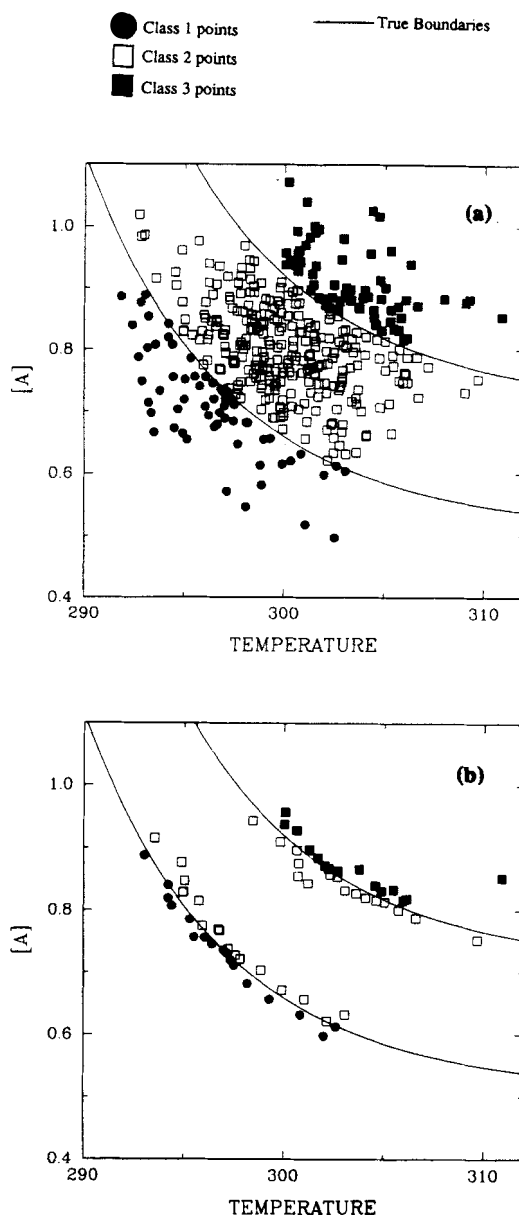 Class 1 points
True Boundaries
Class 2 points
Class 3 points
(a)
1.0
0.8
0.6
0.4
[A]
290
300
310
TEMPERATURE
(b)
1.0
0.8
0.6
0.4
[A]
290
300
310
TEMPERATURE